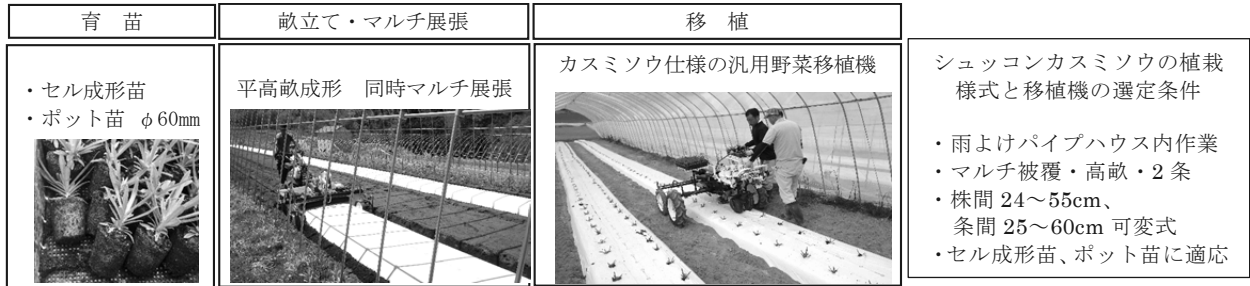 育　苗
・セル成形苗
・ポット苗　φ60㎜
畝立て・マルチ展張
平高畝成形　同時マルチ展張
移　植
カスミソウ仕様の汎用野菜移植機
シュッコンカスミソウの植栽
様式と移植機の選定条件
・雨よけパイプハウス内作業
・マルチ被覆・高畝・2 条
・株間 24～55cm、
条間 25～60cm 可変式
・セル成形苗、ポット苗に適応